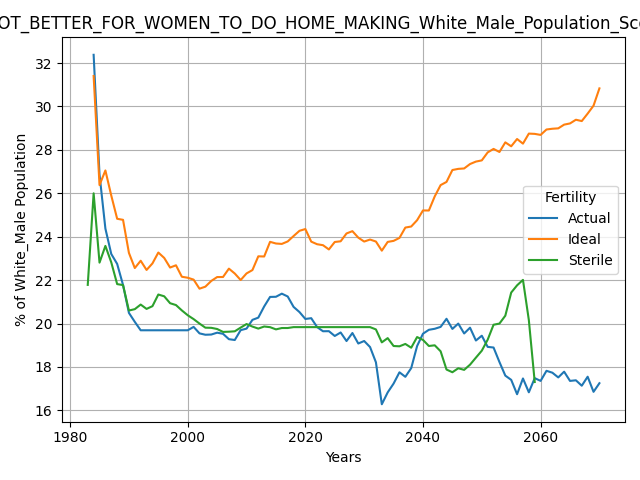 OT_BETTER_FOR_WOMEN_TO_DO_HOME_MAKING_White_Male_Population_Sc
% of White_Male Population
32
30
28
26
24
22
20
18
16
Fertility
Actual
Ideal
Sterile
1980
2000
2020
2040
2060
Years